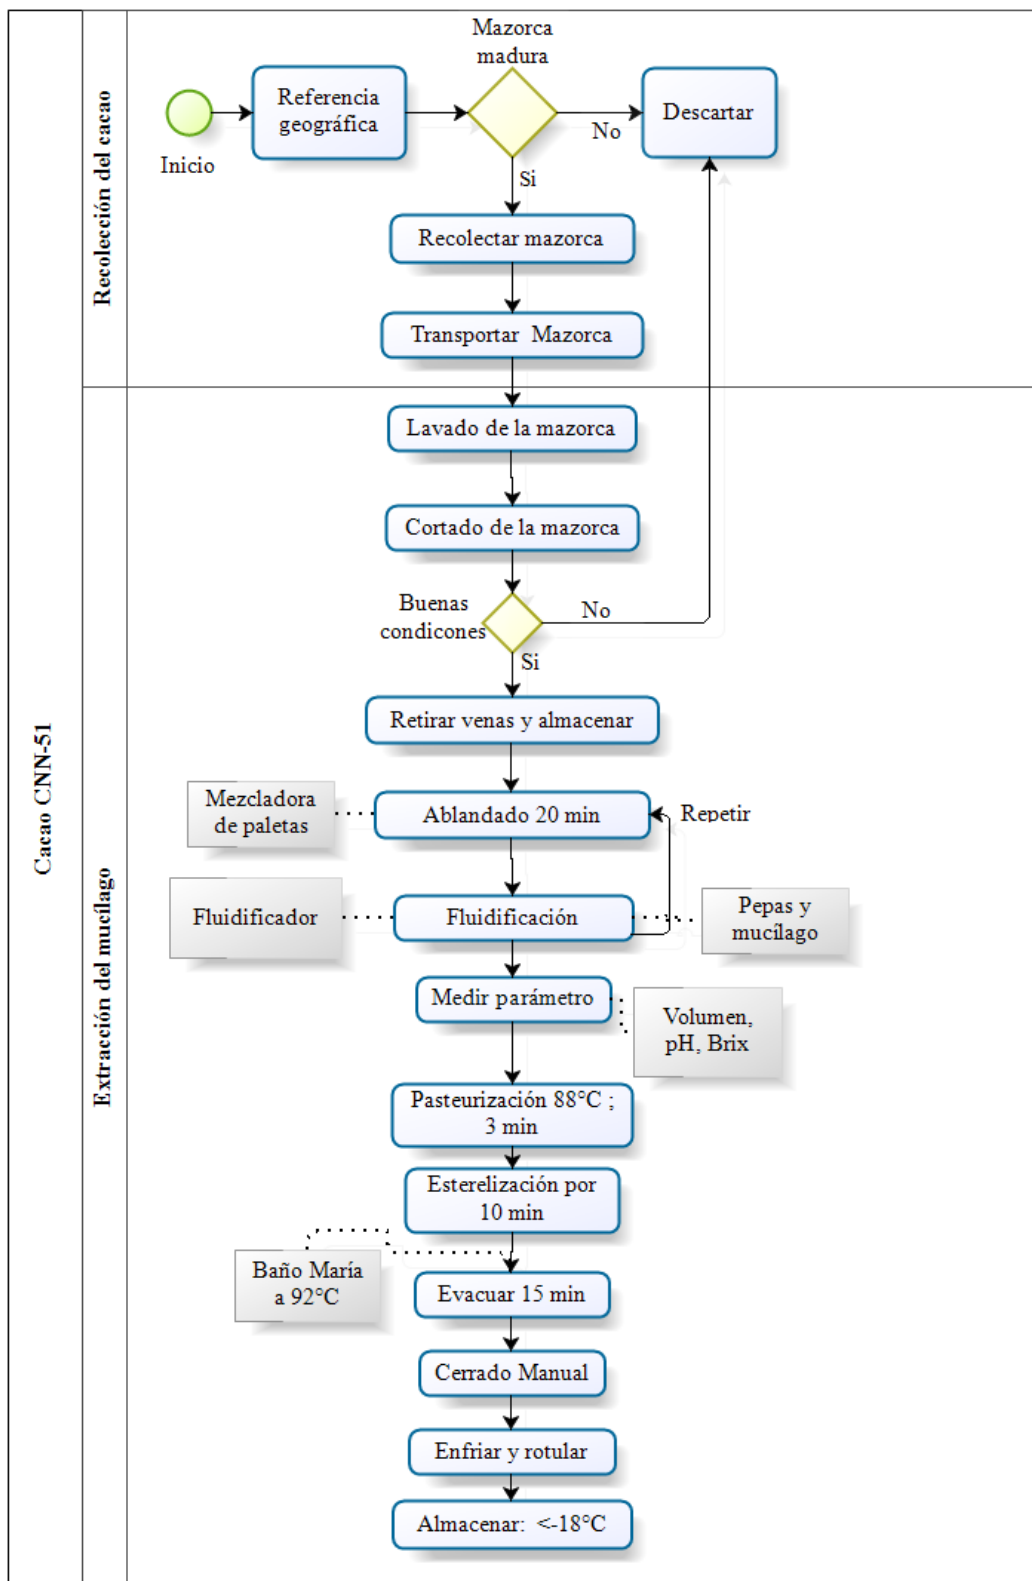 Cacao CNN-51
Recolección del cacao
Mazorca
madura
Referencia
geográfica
Descartar
No
Inicio
Si
Recolectar mazorca
Transportar Mazorca
Extracción del mucílago
Lavado de la mazorca
Cortado de la mazorca
Buenas
condicones
No
Si
Retirar venas y almacenar
Mezcladora
de paletas
Ablandado 20 min
Repetir
Fluidificador
Fluidificación
Pepas y
mucílago
Medir parámetro
Volumen,
pH, Brix
Pasteurización 88°C ;
3 min
Esterelización por
10 min
Baño María
a 92°C
Evacuar 15 min
Cerrado Manual
Enfriar y rotular
Almacenar: <-18°C